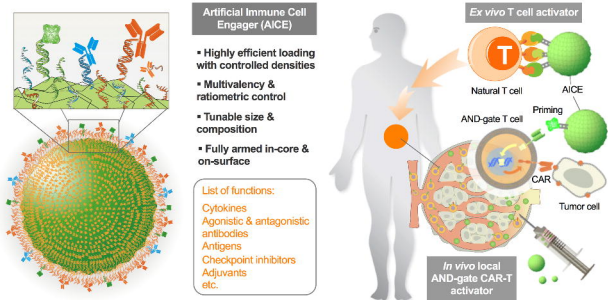 Artificial Immune Cell
Engager (AICE)
▪ Highly efficient loading
with controlled densities
▪ Multivalency &
ratiometric control
▪ Tunable size &
composition
▪ Fully armed in-core &
on-surface
List of functions:
Cytokines
Agonistic & antagonistic
antibodies
Antigens
Checkpoint inhibitors
Adjuvants
etc.
Ex vivo T cell activator
T
Natural T cell
AICE
AND-gate T cell
Priming
CAR
Tumor cell
In vivo local
AND-gate CAR-T
activator